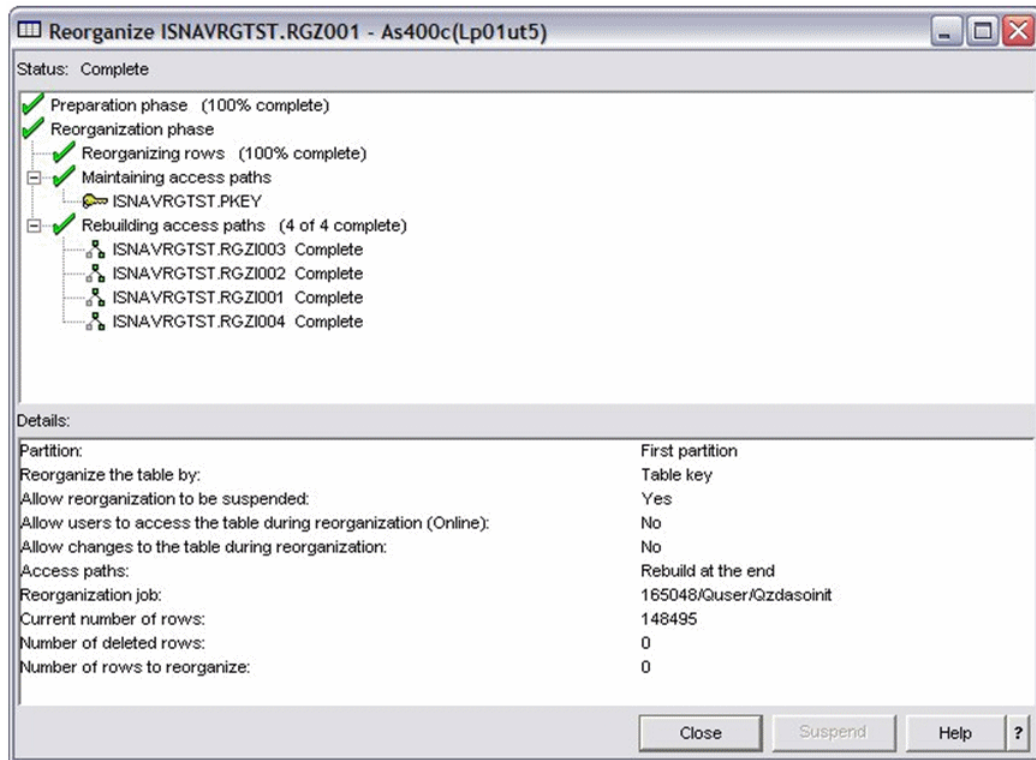 Reorganize ISNAVRGTST.RGZ001 - As400c(Lp01ut5)
Status: Complete
Preparation phase (100% complete)
Reorganization phase
Reorganizing rows (100% complete)
Maintaining access paths
ISNAVRGTST.PKEY
Rebuilding access paths (4 of 4 complete)
ISNAVRGTST.RGZI003 Complete
ISNAVRGTST.RGZI002 Complete
ISNAVRGTST.RGZI001 Complete
ISNAVRGTST.RGZI004 Complete
Details:
Partition: First partition
Reorganize the table by: Table key
Allow reorganization to be suspended: Yes
Allow users to access the table during reorganization (Online): No
Allow changes to the table during reorganization: No
Access paths: Rebuild at the end
Reorganization job: 165048/Quser/Qzdasoinit
Current number of rows: 148495
Number of deleted rows: 0
Number of rows to reorganize: 0
Close Suspend Help ?